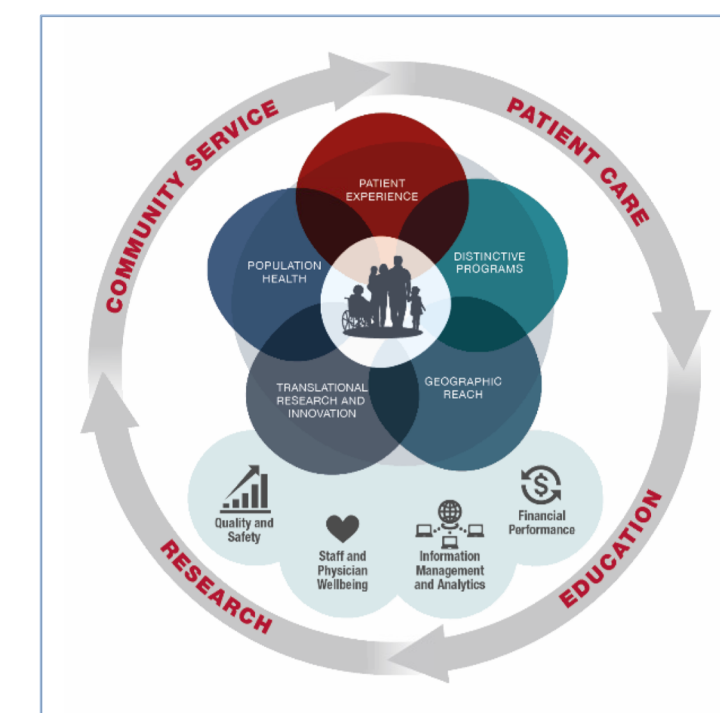 COMMUNITY SERVICE
PATIENT CARE
PATIENT
EXPERIENCE
POPULATION
HEALTH
DISTINCTIVE
PROGRAMS
TRANSLATIONAL
RESEARCH AND
INNOVATION
GEOGRAPHIC
REACH
Quality and
Safety
Staff and
Physician
Wellbeing
Information
Management
and Analytics
$
Financial
Performance
RESEARCH
EDUCATION